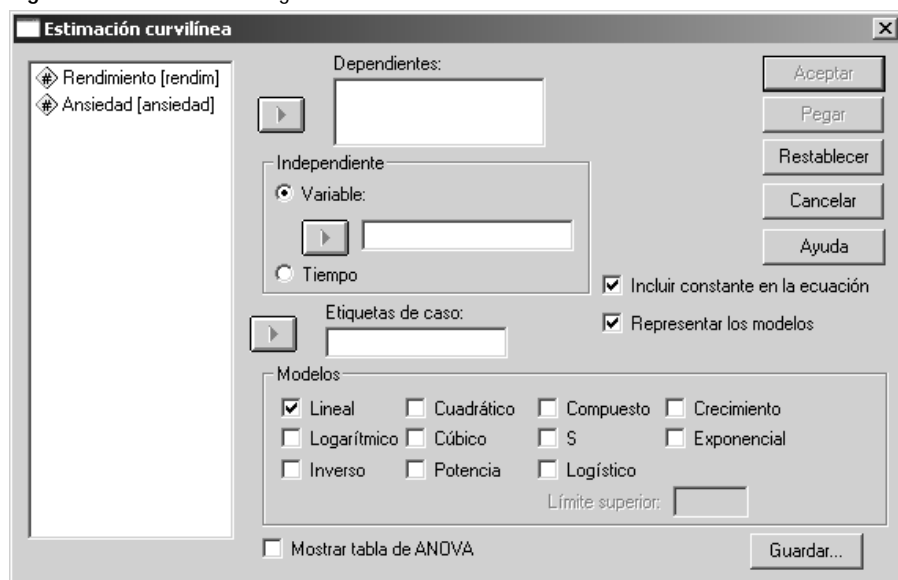 Estimación curvilínea
Rendimiento [rendim]
Ansiedad [ansiedad]
Dependientes:
Independiente
Variable:
Tiempo
Etiquetas de caso:
Aceptar
Pegar
Restablecer
Cancelar
Ayuda
Incluir constante en la ecuación
Representar los modelos
Modelos
Lineal Cuadrático Compuesto Crecimiento
Logarítmico Cúbico S Exponencial
Inverso Potencia Logístico
Límite superior:
Mostrar tabla de ANOVA
Guardar...